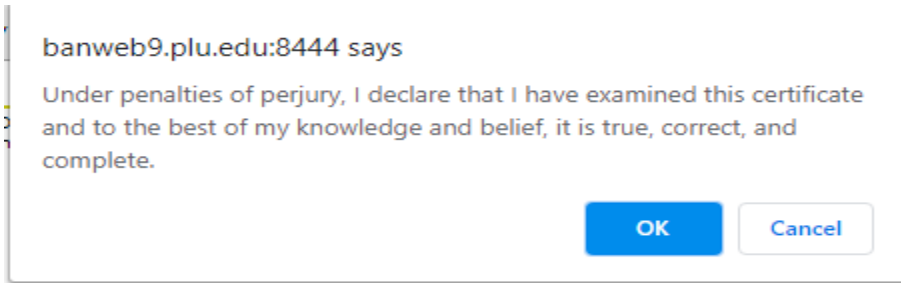 banweb9.plu.edu:8444 says
Under penalties of perjury, I declare that I have examined this certificate
and to the best of my knowledge and belief, it is true, correct, and
complete.
OK Cancel